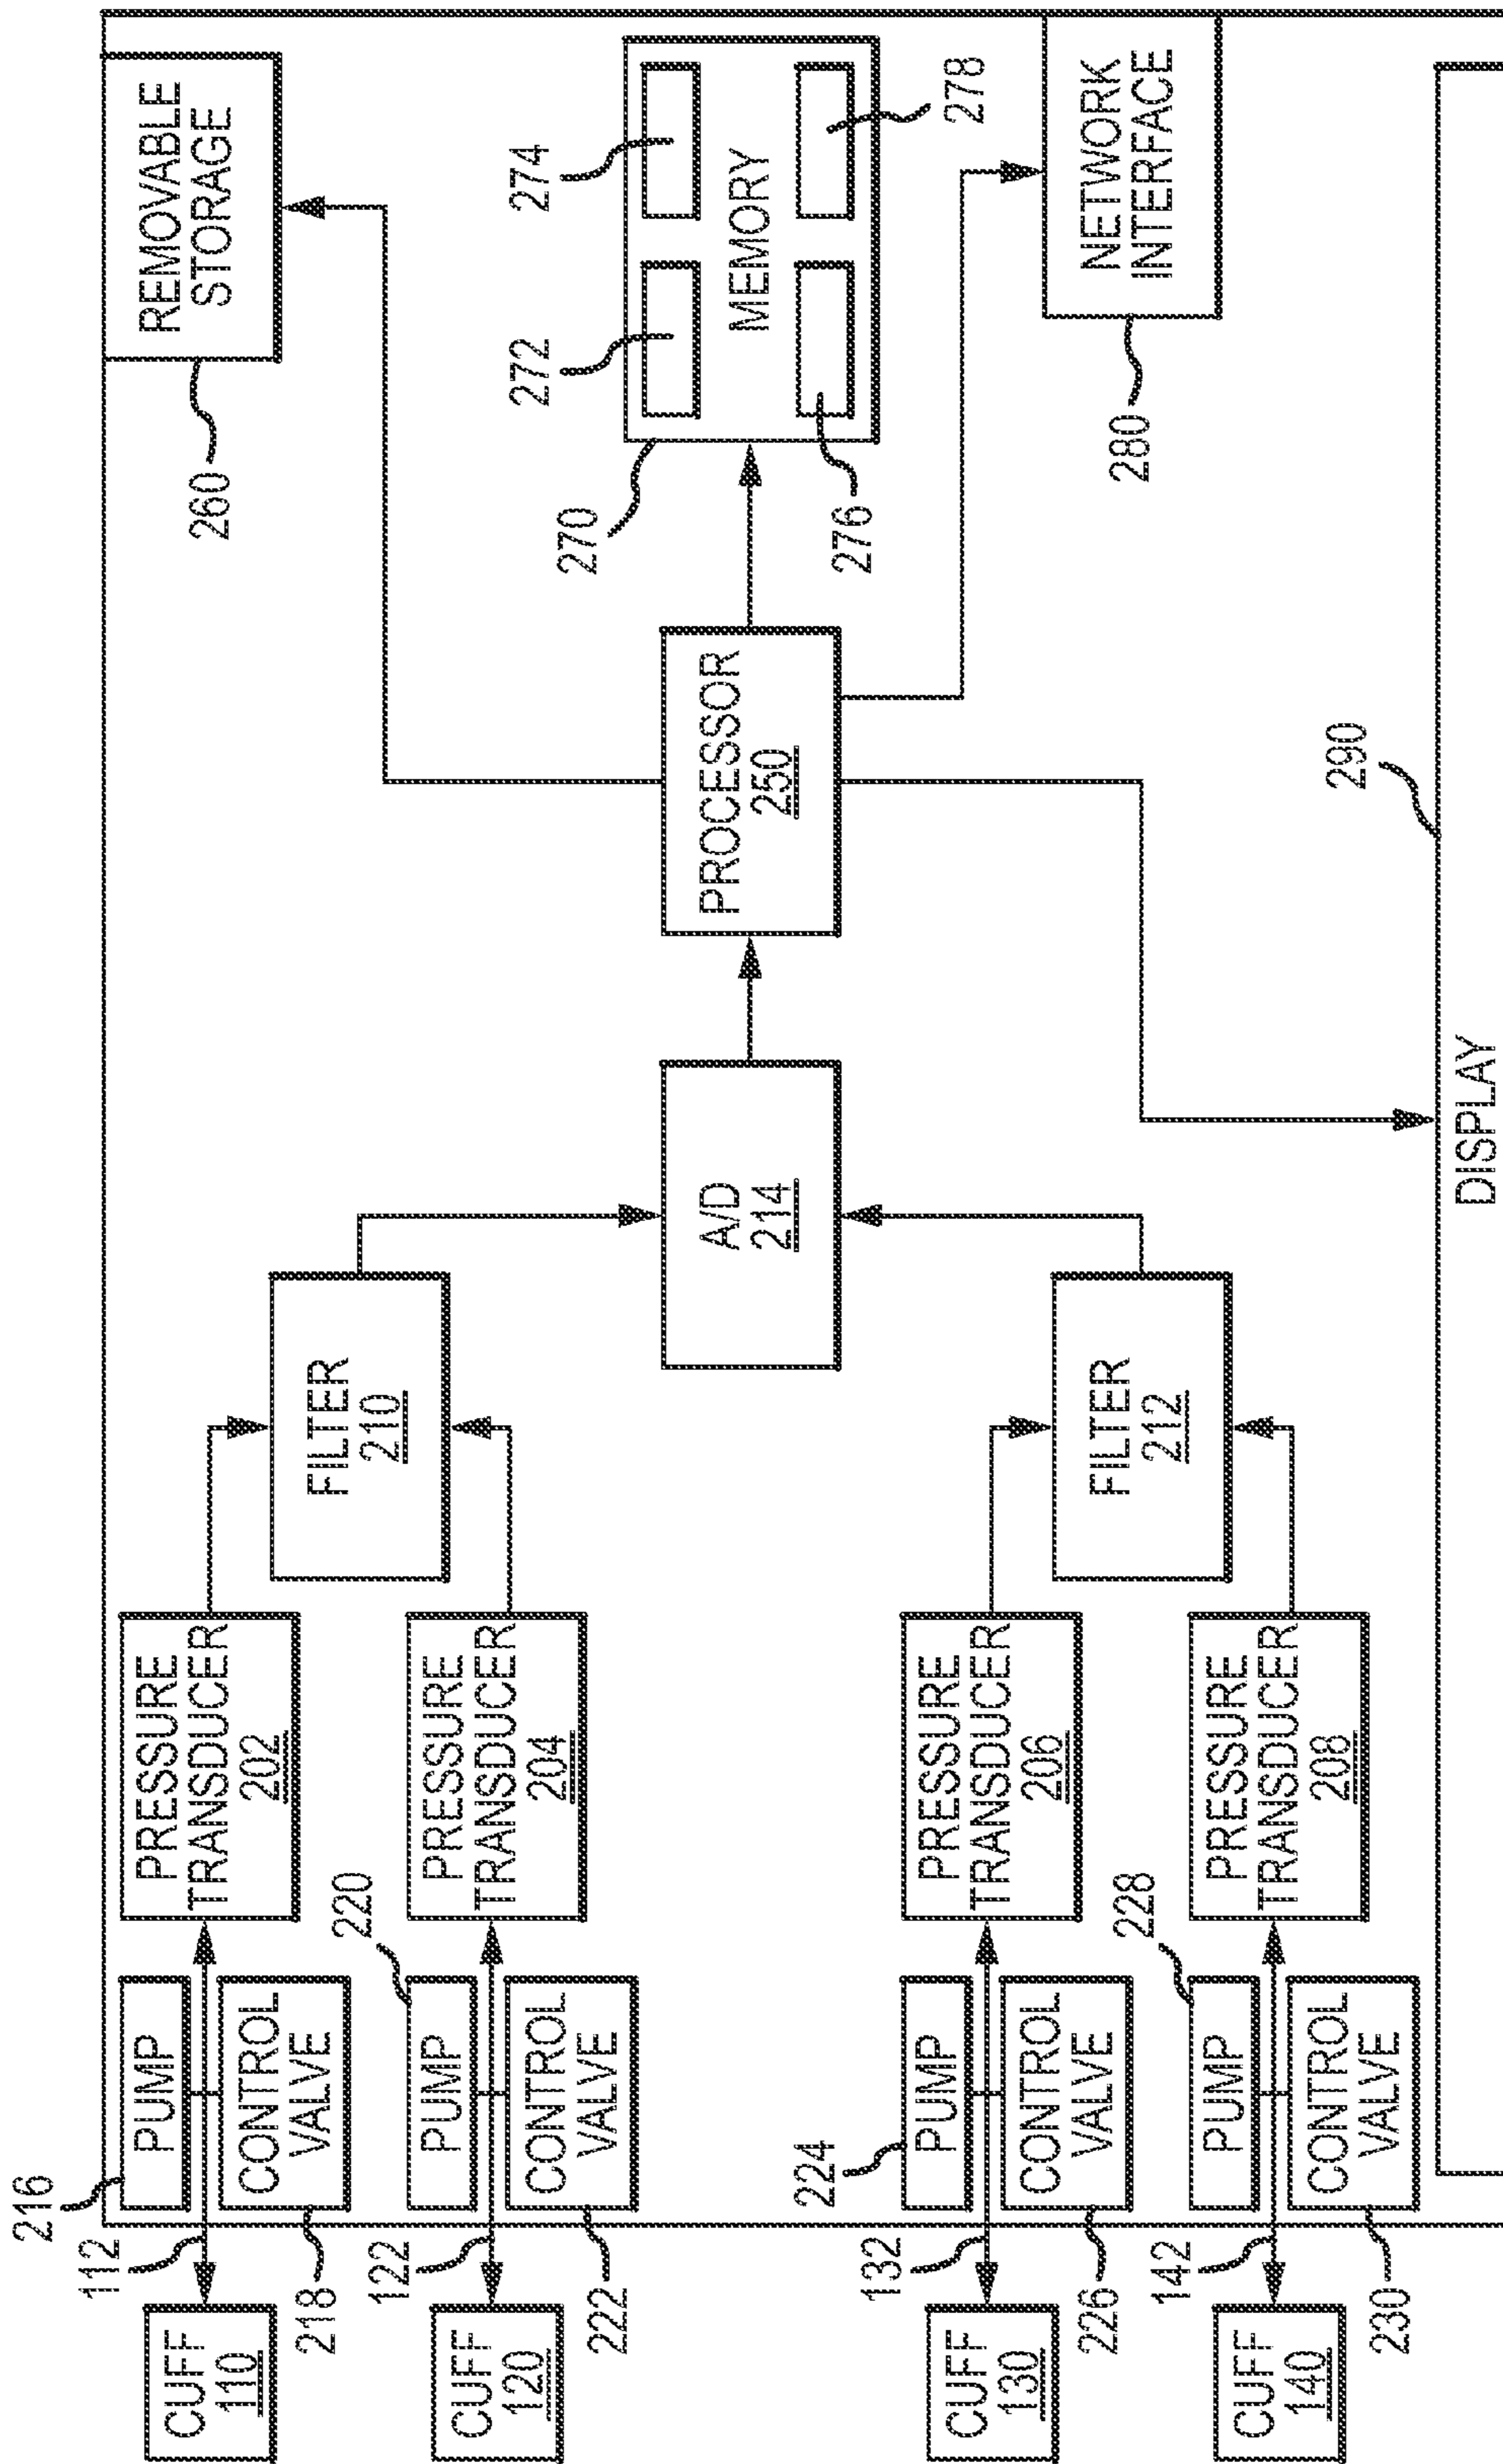 REMOVABLE
STORAGE
260
274
272
MEMORY
278
270
276
NETWORK
INTERFACE
280
PROCESSOR
250
290
A/D
214
DISPLAY
FILTER
210
FILTER
212
PRESSURE
TRANSDUCER
202
PRESSURE
TRANSDUCER
204
PRESSURE
TRANSDUCER
206
PRESSURE
TRANSDUCER
208
216
PUMP
112
CONTROL
VALVE
218
220
PUMP
122
CONTROL
VALVE
222
224
PUMP
132
CONTROL
VALVE
226
228
PUMP
142
CONTROL
VALVE
230
CUFF
110
CUFF
120
CUFF
130
CUFF
140